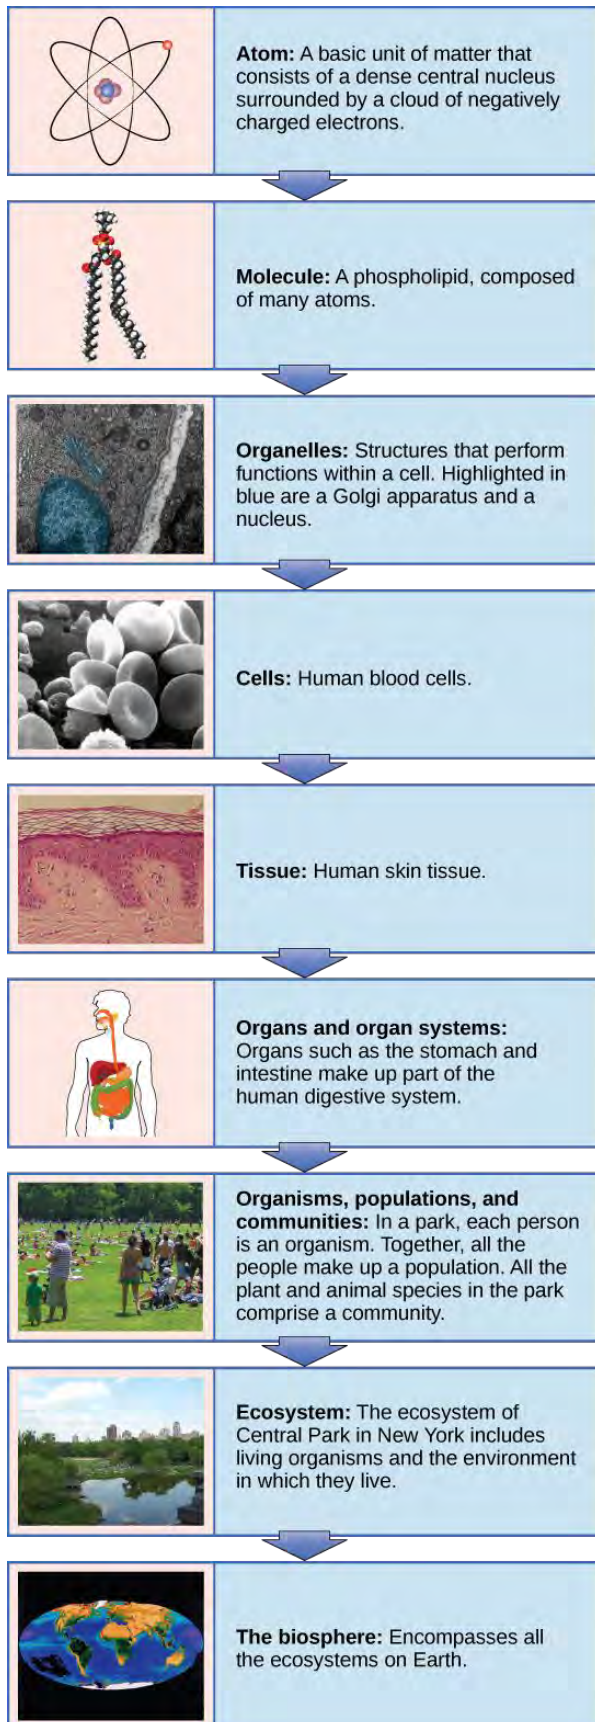 Atom: A basic unit of matter that
consists of a dense central nucleus
surrounded by a cloud of negatively
charged electrons.
Molecule: A phospholipid, composed
of many atoms.
Organelles: Structures that perform
functions within a cell. Highlighted in
blue are a Golgi apparatus and a
nucleus.
Cells: Human blood cells.
Tissue: Human skin tissue.
Organs and organ systems:
Organs such as the stomach and
intestine make up part of the
human digestive system.
Organisms, populations, and
communities: In a park, each person
is an organism. Together, all the
people make up a population. All the
plant and animal species in the park
comprise a community.
Ecosystem: The ecosystem of
Central Park in New York includes
living organisms and the environment
in which they live.
The biosphere: Encompasses all
the ecosystems on Earth.